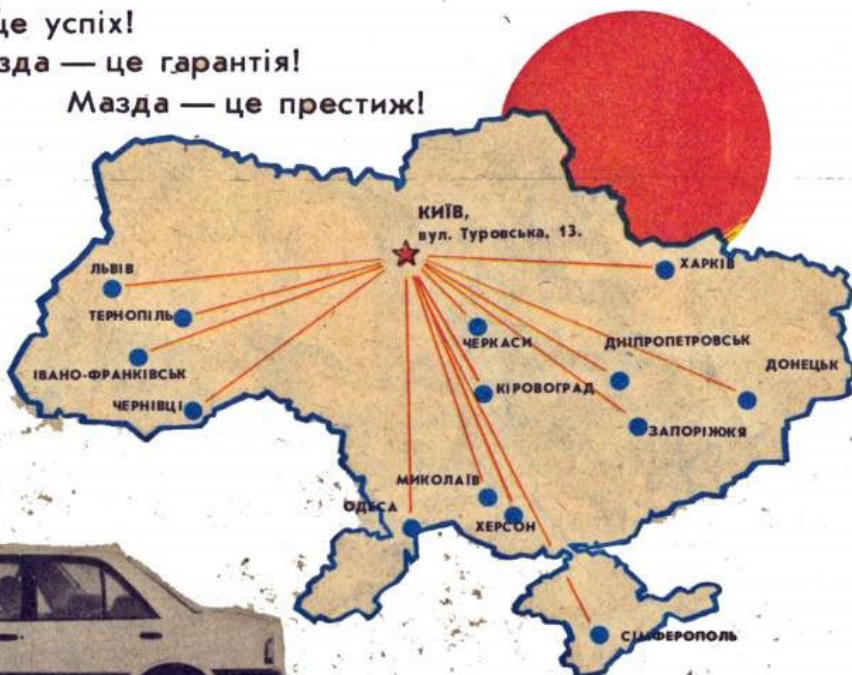 це успіх!
зда — це гарантія!
Мазда — це престиж!
КИЇВ,
вул. Туровська, 13.
ЛЬВІВ
ХАРКІВ
ТЕРНОПІЛЬ
ЧЕРКАСИ
ДНІПРОПЕТРОВСЬК
ІВАНО-ФРАНКІВСЬК
ДОНЕЦЬК
ЧЕРНІВЦІ
КІРОВОГРАД
ЗАПОРІЖЖЯ
МИКОЛАЇВ
ОДЕСА
ХЕРСОН
СІМФЕРОПОЛЬ